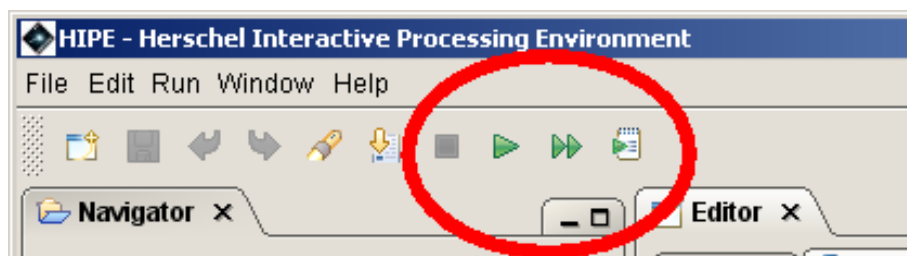 HIPE - Herschel Interactive Processing Environment
File Edit Run Window Help
Navigator Editor